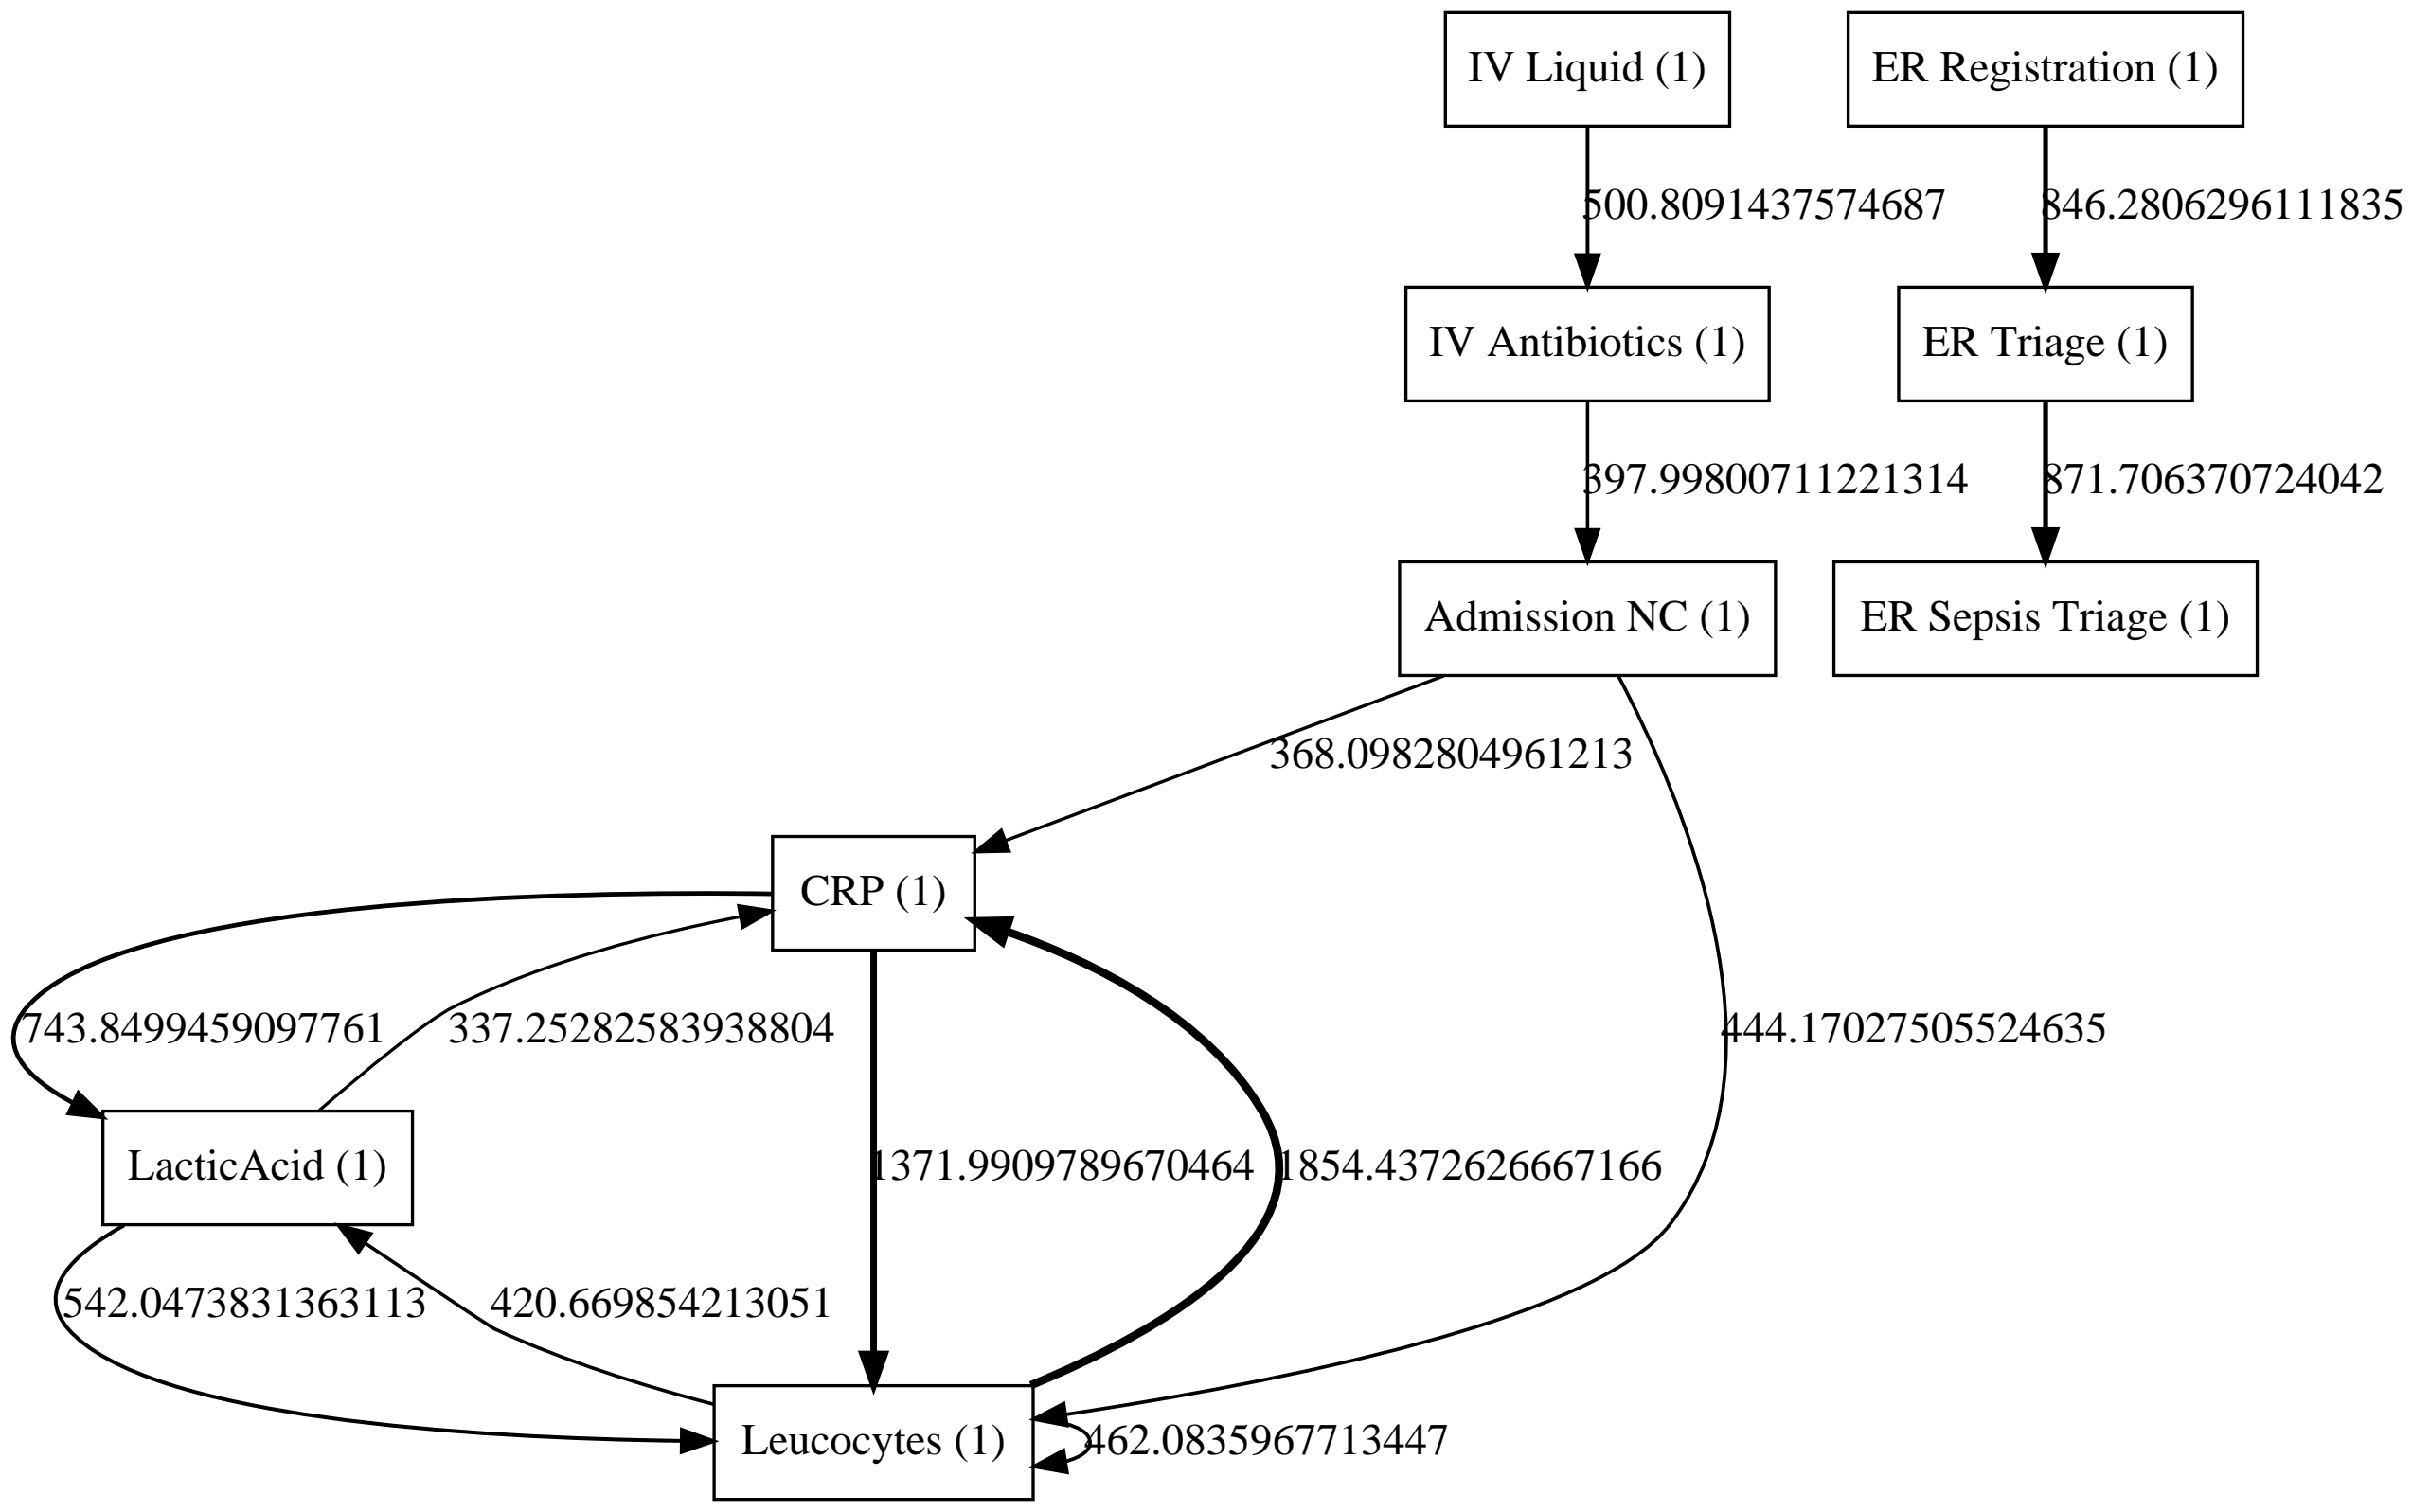 IV Liquid (1)
ER Registration (1)
500.8091437574687
846.2806296111835
IV Antibiotics (1)
ER Triage (1)
397.99800711221314
871.706370724042
Admission NC (1)
ER Sepsis Triage (1)
368.0982804961213
CRP (1)
743.8499459097761
337.25282583938804
444.17027505524635
LacticAcid (1)
1371.9909789670464
1854.4372626667166
542.0473831363113
420.669854213051
Leucocytes (1)
462.0835967713447